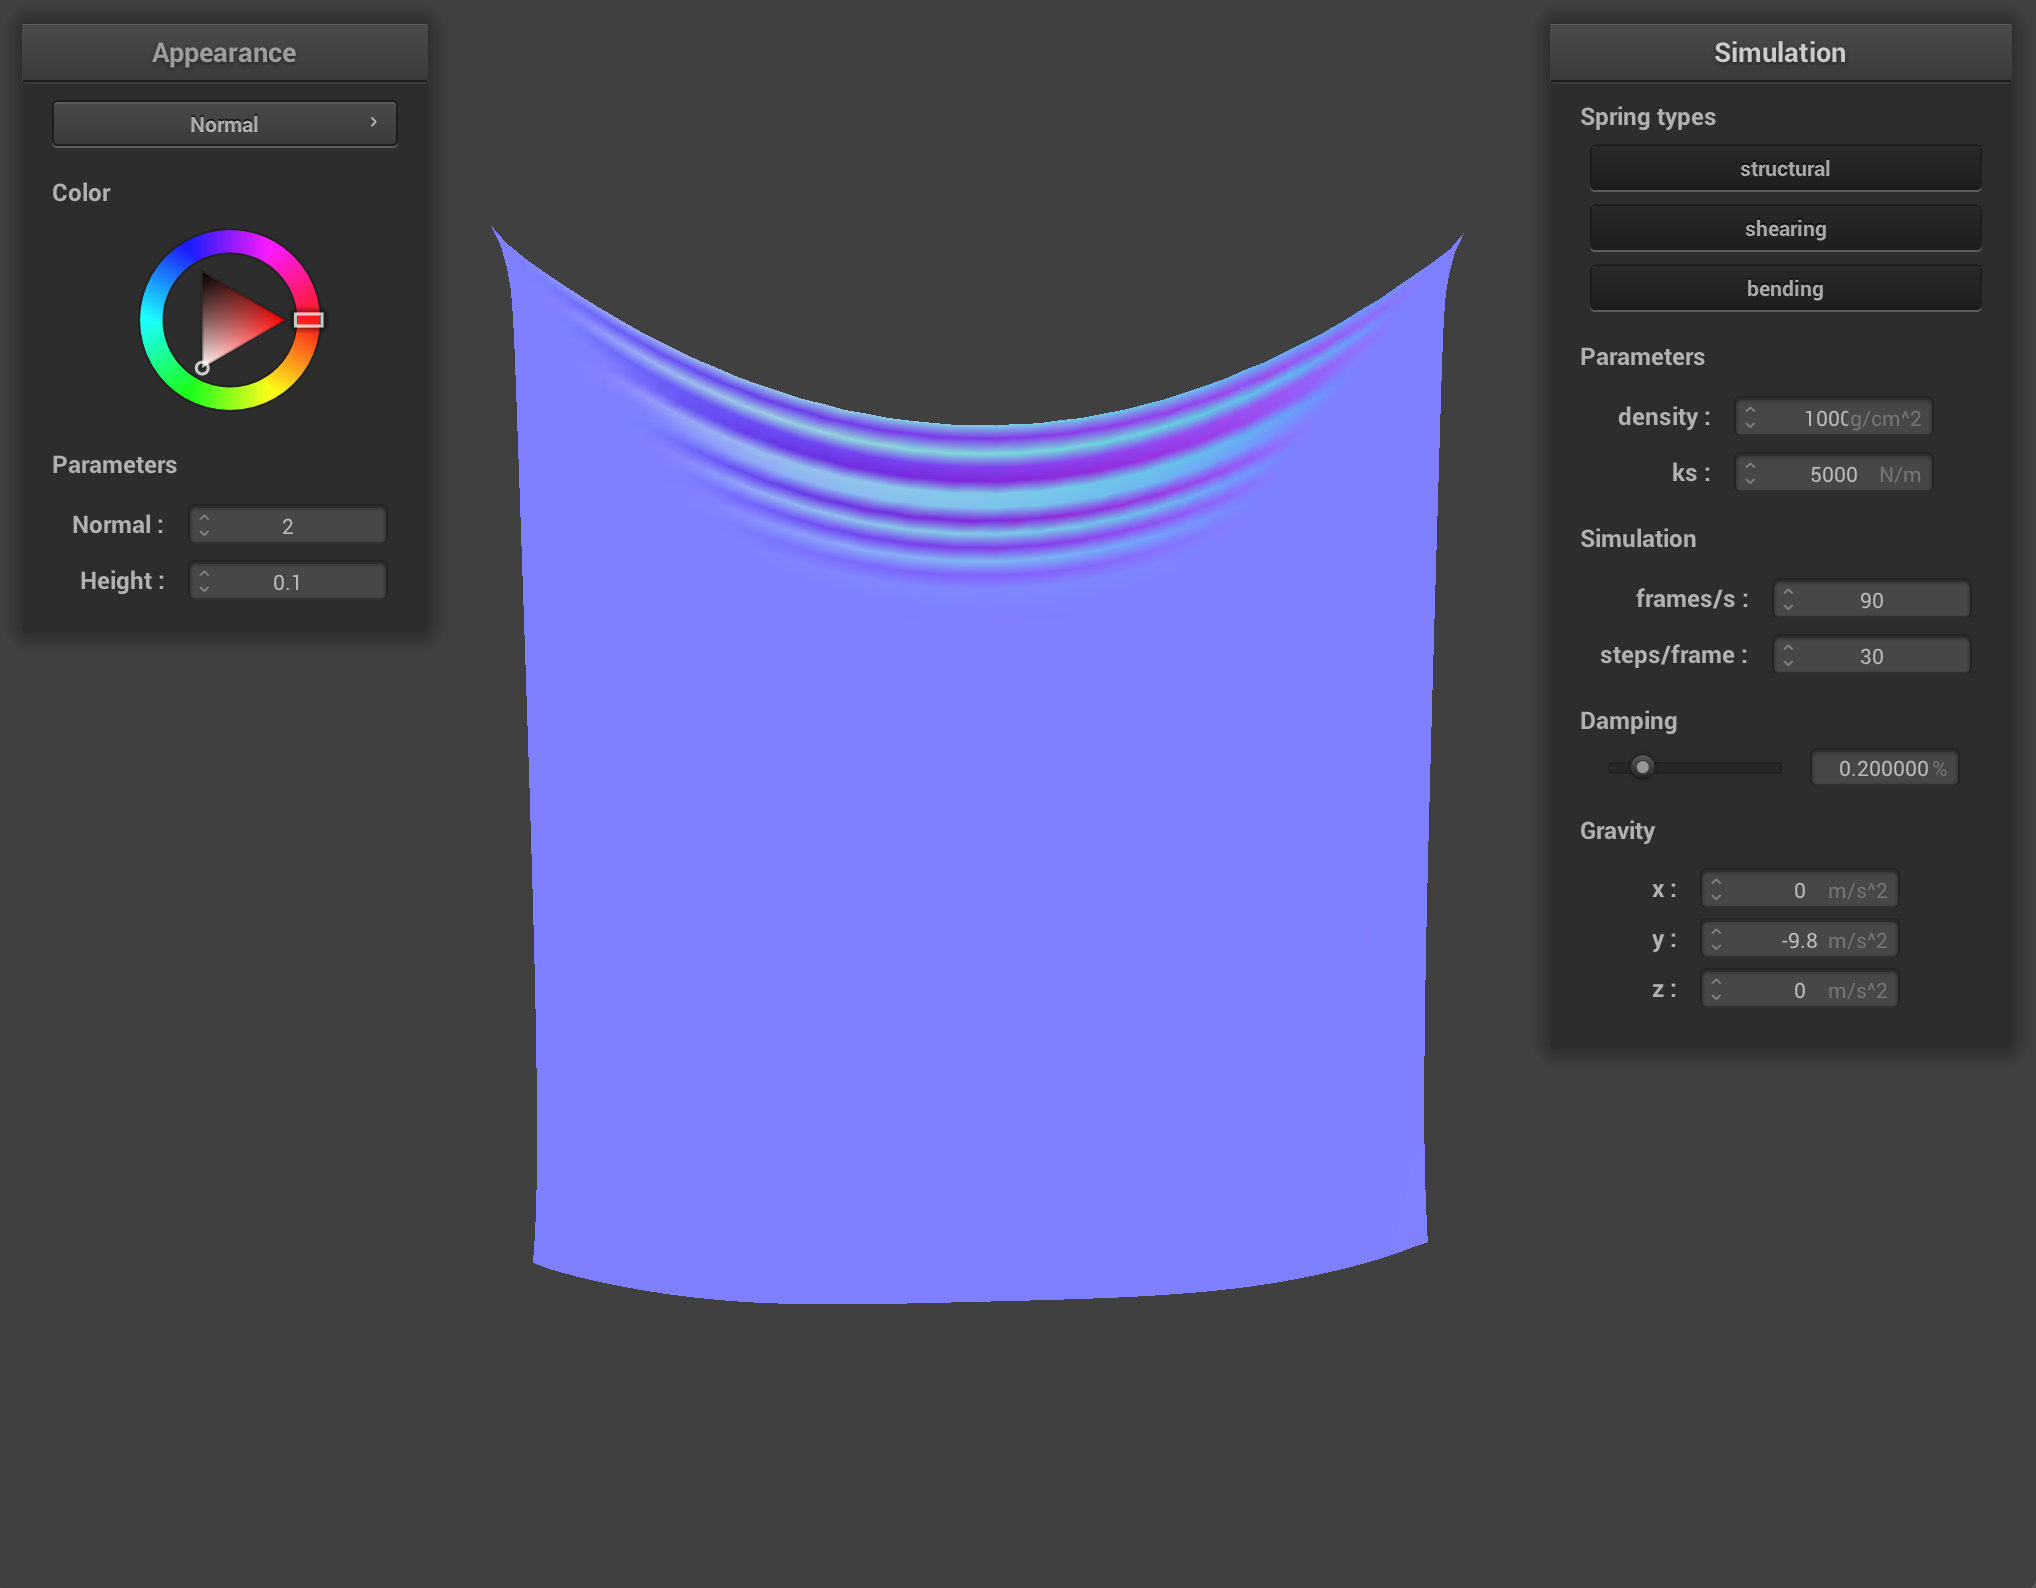 Appearance
Normal
Color
Parameters
Normal : 2
Height : 0.1
Simulation
Spring types
structural
shearing
bending
Parameters
density : 1000 g/cm^2
ks : 5000 N/m
Simulation
frames/s : 90
steps/frame : 30
Damping
0.200000 %
Gravity
x : 0 m/s^2
y : -9.8 m/s^2
z : 0 m/s^2